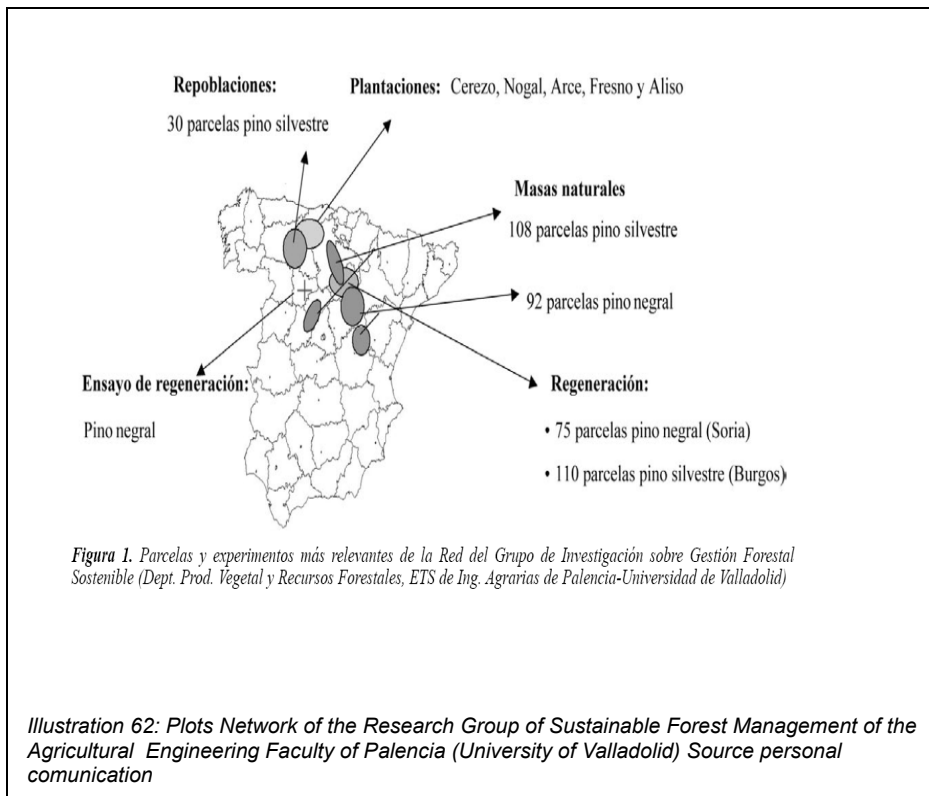 Repoblaciones:
30 parcelas pino silvestre
Plantaciones: Cerezo, Nogal, Arce, Fresno y Aliso
Masas naturales
108 parcelas pino silvestre
92 parcelas pino negral
Ensayo de regeneración:
Pino negral
Regeneración:
• 75 parcelas pino negral (Soria)
• 110 parcelas pino silvestre (Burgos)
Figura 1. Parcelas y experimentos más relevantes de la Red del Grupo de Investigación sobre Gestión Forestal
Sostenible (Dept. Prod. Vegetal y Recursos Forestales, ETS de Ing. Agrarias de Palencia-Universidad de Valladolid)
Illustration 62: Plots Network of the Research Group of Sustainable Forest Management of the
Agricultural Engineering Faculty of Palencia (University of Valladolid) Source personal
comunication